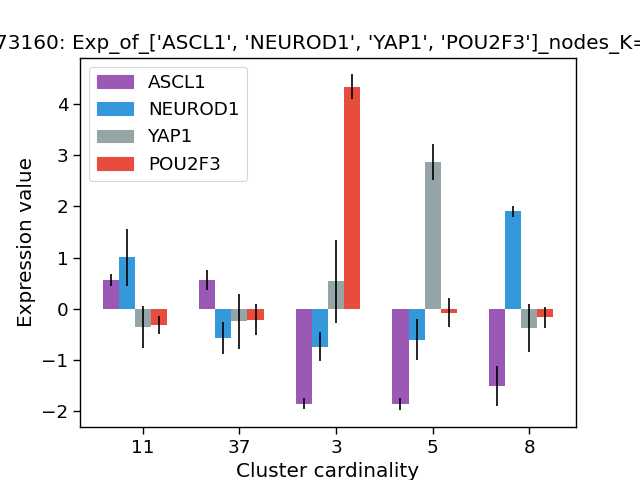 73160: Exp_of_['ASCL1', 'NEUROD1', 'YAP1', 'POU2F3']_nodes_K=
ASCL1
NEUROD1
YAP1
POU2F3
Expression value
4
3
2
1
0
−1
−2
11 37 3 5 8
Cluster cardinality